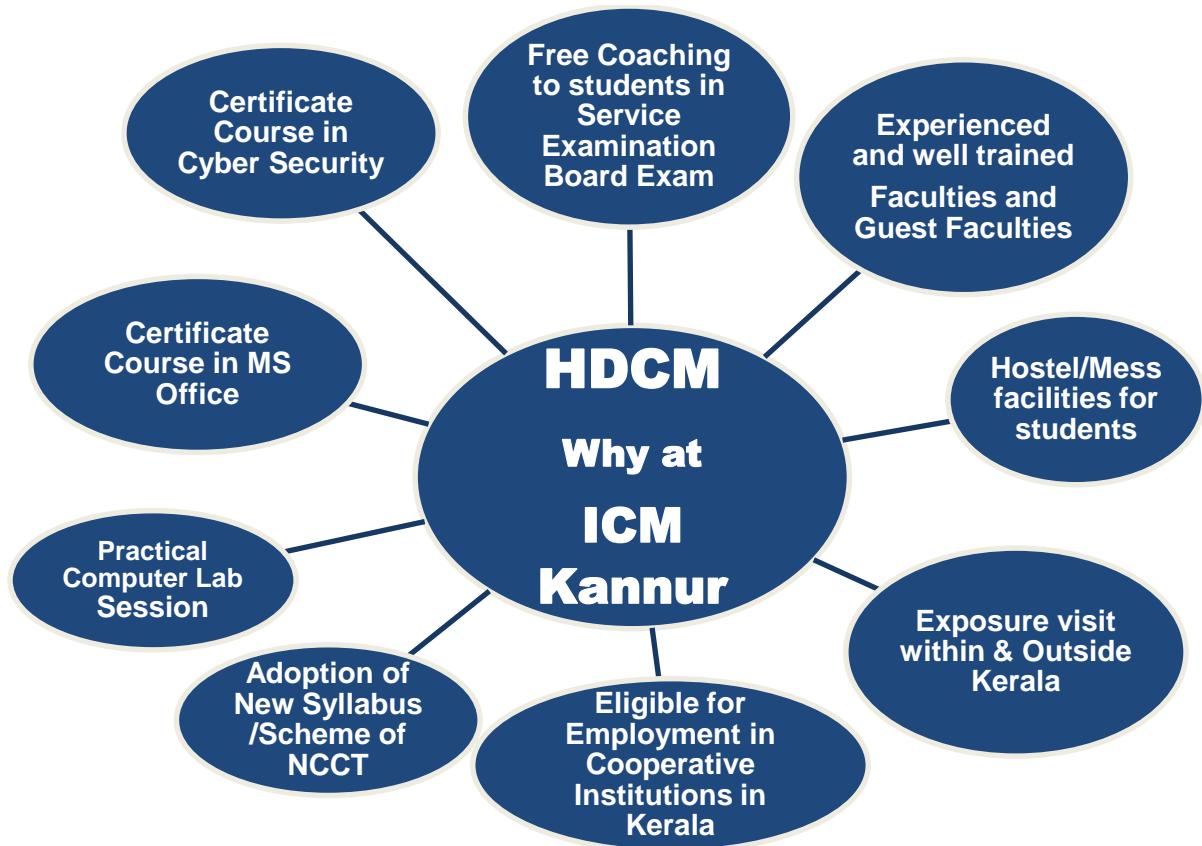 HDCM
Why at
ICM
Kannur
Free Coaching
to students in
Service
Examination
Board Exam
Experienced
and well trained
Faculties and
Guest Faculties
Hostel/Mess
facilities for
students
Exposure visit
within & Outside
Kerala
Eligible for
Employment in
Cooperative
Institutions in
Kerala
Adoption of
New Syllabus
/Scheme of
NCCT
Practical
Computer Lab
Session
Certificate
Course in MS
Office
Certificate
Course in
Cyber Security